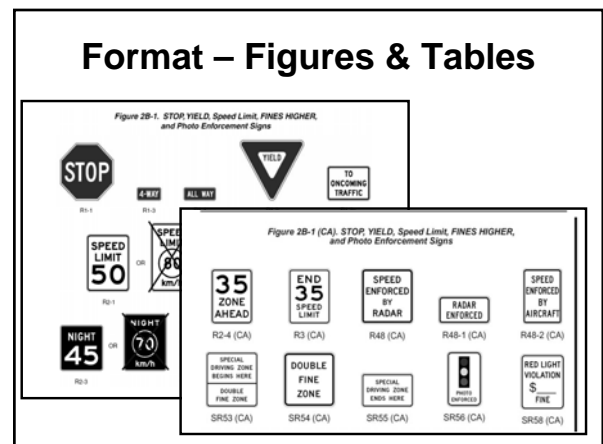 Format – Figures & Tables
Figure 2B-1. STOP, YIELD, Speed Limit, FINES HIGHER,
and Photo Enforcement Signs
STOP
R1-1
4-WAY
R1-3
ALL WAY
YIELD
TO
ONCOMING
TRAFFIC
SPEED
LIMIT
50
R2-1
OR
SPEED
LIMIT
80
km/h
NIGHT
45
R2-3
OR
NIGHT
70
km/h
Figure 2B-1 (CA). STOP, YIELD, Speed Limit, FINES HIGHER,
and Photo Enforcement Signs
35
ZONE
AHEAD
R2-4 (CA)
END
35
SPEED
LIMIT
R3 (CA)
SPEED
ENFORCED
BY
RADAR
R48 (CA)
RADAR
ENFORCED
R48-1 (CA)
SPEED
ENFORCED
BY
AIRCRAFT
R48-2 (CA)
SPECIAL
DRIVING ZONE
BEGINS HERE
DOUBLE
FINE ZONE
SR53 (CA)
DOUBLE
FINE
ZONE
SR54 (CA)
SPECIAL
DRIVING ZONE
ENDS HERE
SR55 (CA)
PHOTO
ENFORCED
SR56 (CA)
RED LIGHT
VIOLATION
$___
FINE
SR58 (CA)